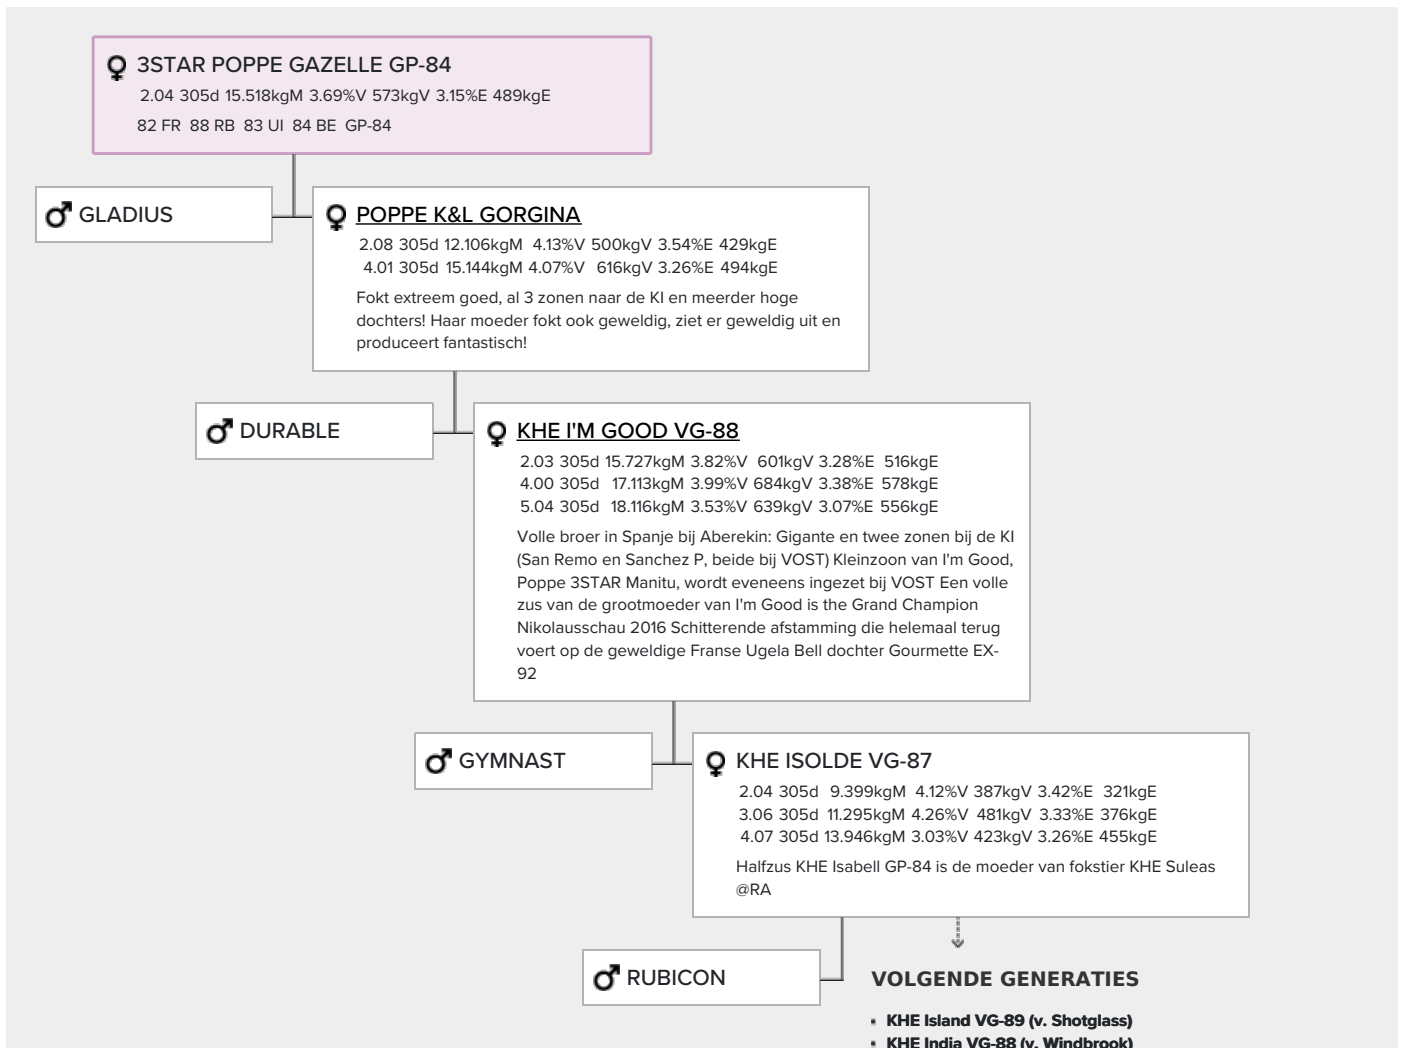 3STAR POPPE GAZELLE GP-84
2.04 305d 15.518kgM 3.69%V 573kgV 3.15%E 489kgE
82 FR 88 RB 83 UI 84 BE GP-84
GLADIUS
POPPE K&L GORGINA
2.08 305d 12.106kgM 4.13%V 500kgV 3.54%E 429kgE
4.01 305d 15.144kgM 4.07%V 616kgV 3.26%E 494kgE
Fokt extreem goed, al 3 zonen naar de KI en meerder hoge
dochters! Haar moeder fokt ook geweldig, ziet er geweldig uit en
produceert fantastisch!
DURABLE
KHE I'M GOOD VG-88
2.03 305d 15.727kgM 3.82%V 601kgV 3.28%E 516kgE
4.00 305d 17.113kgM 3.99%V 684kgV 3.38%E 578kgE
5.04 305d 18.116kgM 3.53%V 639kgV 3.07%E 556kgE
Volle broer in Spanje bij Aberekin: Gigante en twee zonen bij de KI
(San Remo en Sanchez P, beide bij VOST) Kleinzoon van I'm Good,
Poppe 3STAR Manitu, wordt eveneens ingezet bij VOST Een volle
zus van de grootmoeder van I'm Good is the Grand Champion
Nikolausschau 2016 Schitterende afstamming die helemaal terug
voert op de geweldige Franse Ugela Bell dochter Gourmette EX-
92
GYMNAST
KHE ISOLDE VG-87
2.04 305d 9.399kgM 4.12%V 387kgV 3.42%E 321kgE
3.06 305d 11.295kgM 4.26%V 481kgV 3.33%E 376kgE
4.07 305d 13.946kgM 3.03%V 423kgV 3.26%E 455kgE
Halfzus KHE Isabell GP-84 is de moeder van fokstier KHE Suleas
@RA
RUBICON
VOLGENDE GENERATIES
▪ KHE Island VG-89 (v. Shotglass)
▪ KHE India VG-88 (v. Windbrook)